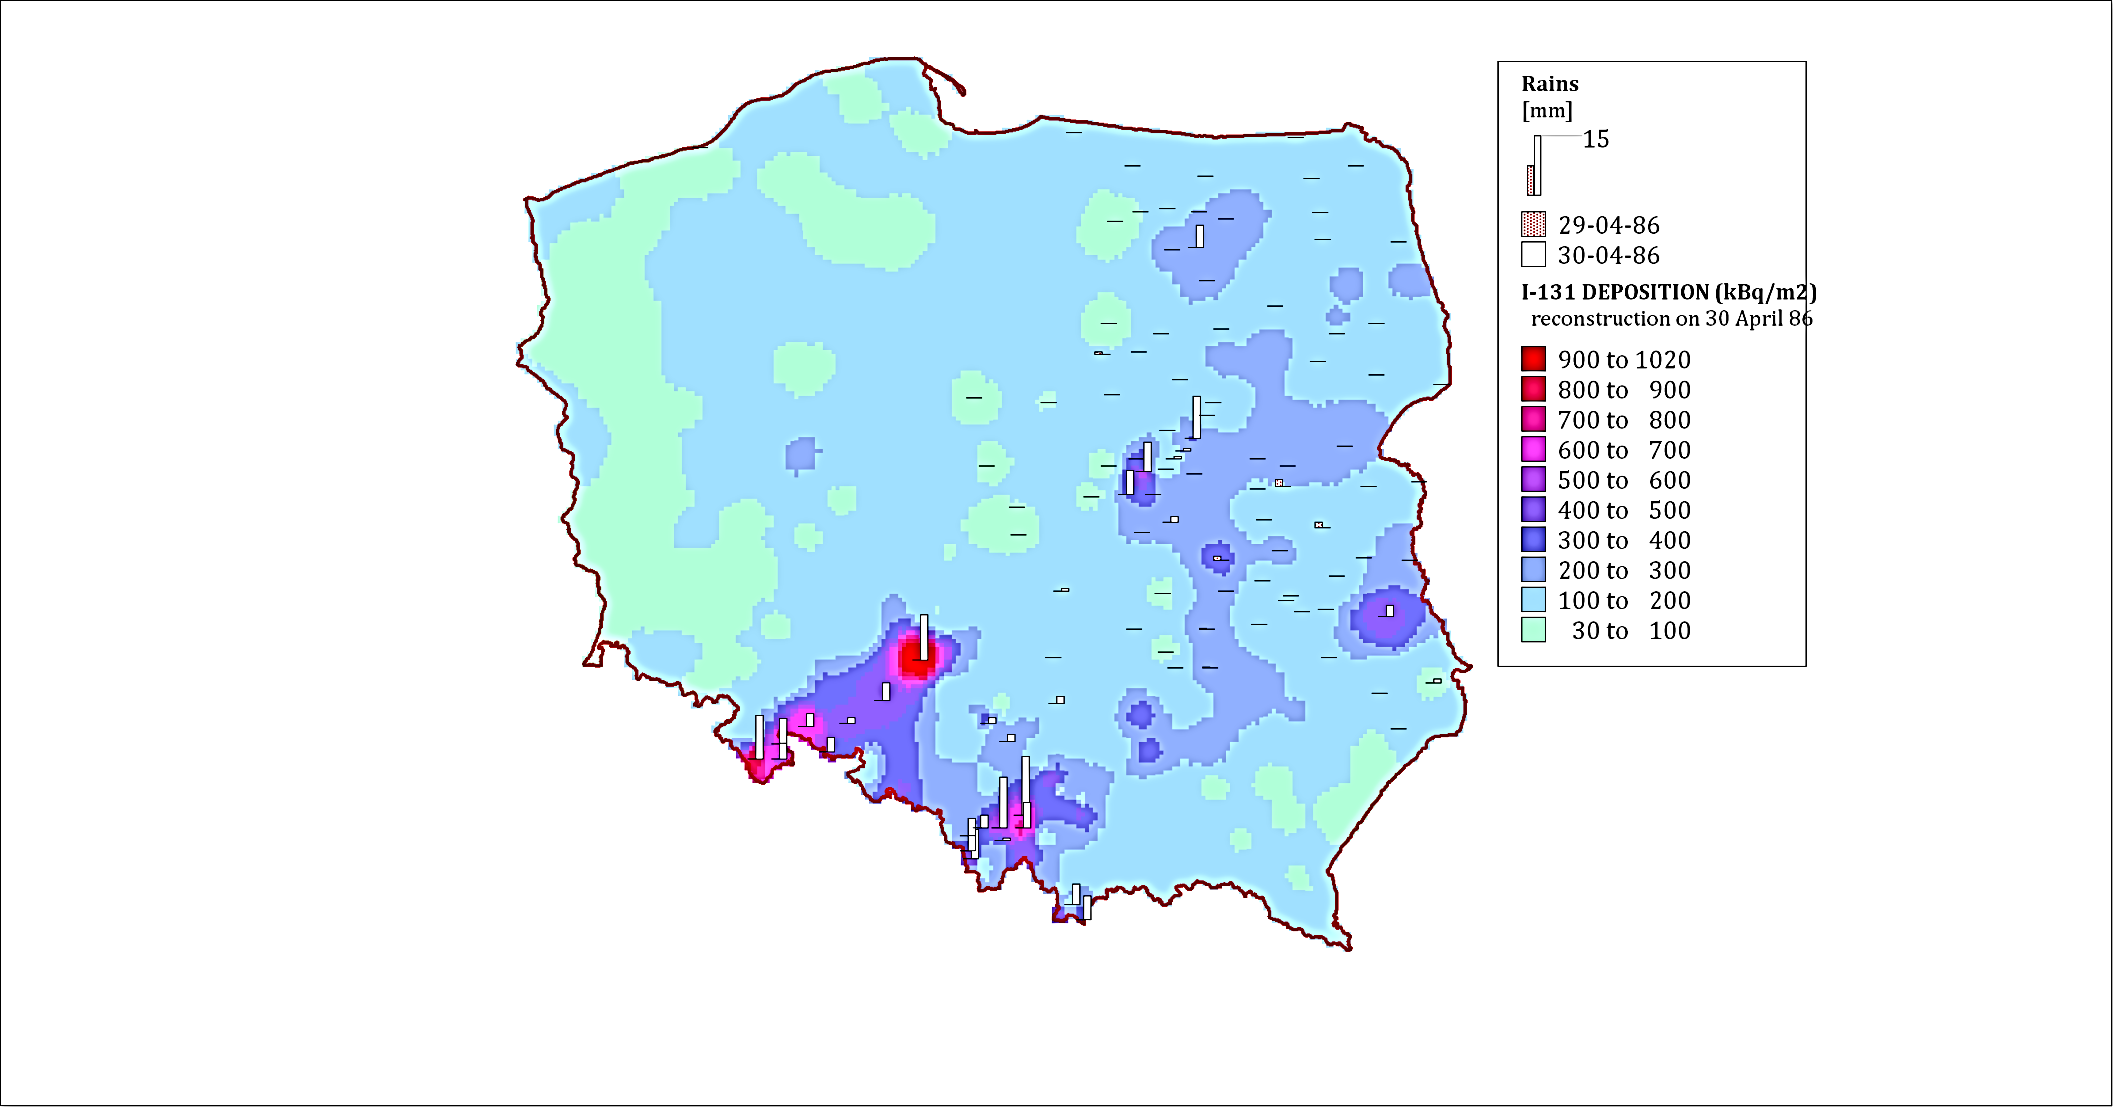 Rains
[mm]
15
29-04-86
30-04-86
I-131 DEPOSITION (kBq/m2)
reconstruction on 30 April 86
900 to 1020
800 to 900
700 to 800
600 to 700
500 to 600
400 to 500
300 to 400
200 to 300
100 to 200
30 to 100